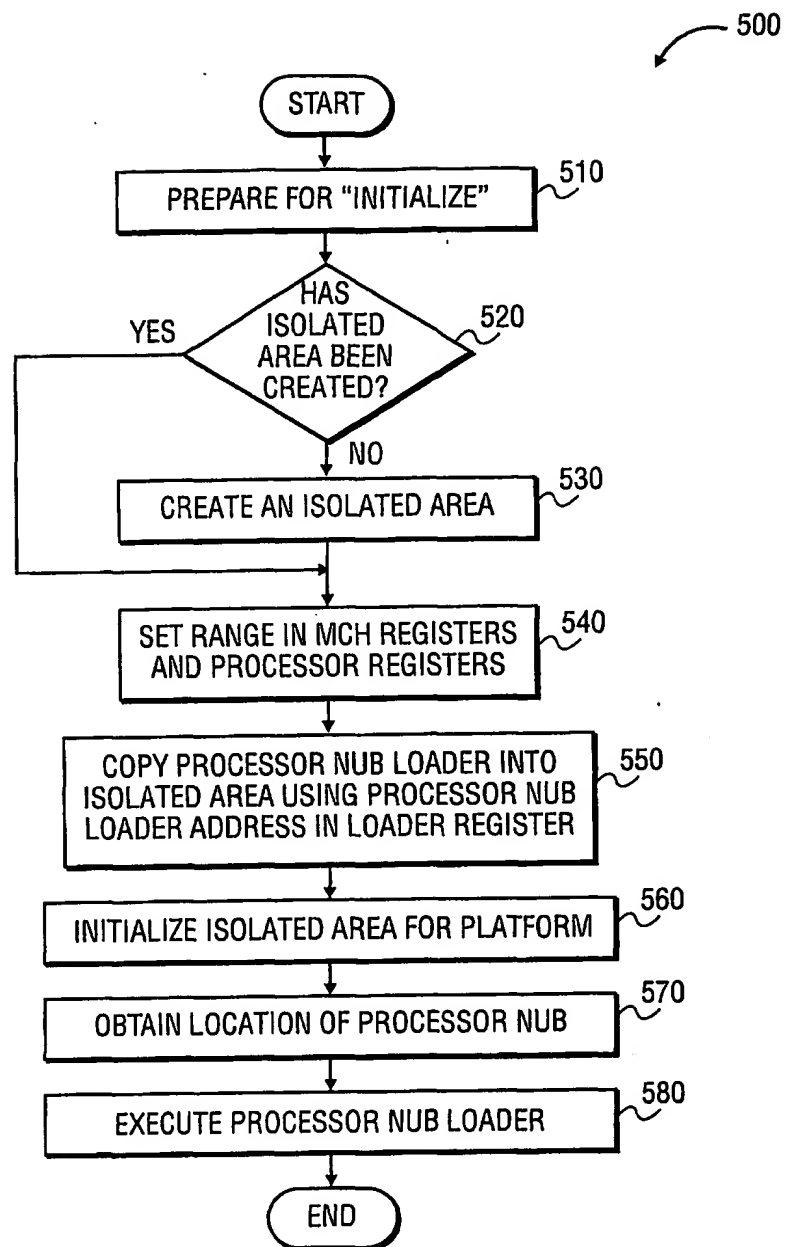 500
START
PREPARE FOR “INITIALIZE”
510
HAS
ISOLATED
AREA BEEN
CREATED?
520
YES
NO
CREATE AN ISOLATED AREA
530
SET RANGE IN MCH REGISTERS
AND PROCESSOR REGISTERS
540
COPY PROCESSOR NUB LOADER INTO
ISOLATED AREA USING PROCESSOR NUB
LOADER ADDRESS IN LOADER REGISTER
550
INITIALIZE ISOLATED AREA FOR PLATFORM
560
OBTAIN LOCATION OF PROCESSOR NUB
570
EXECUTE PROCESSOR NUB LOADER
580
END